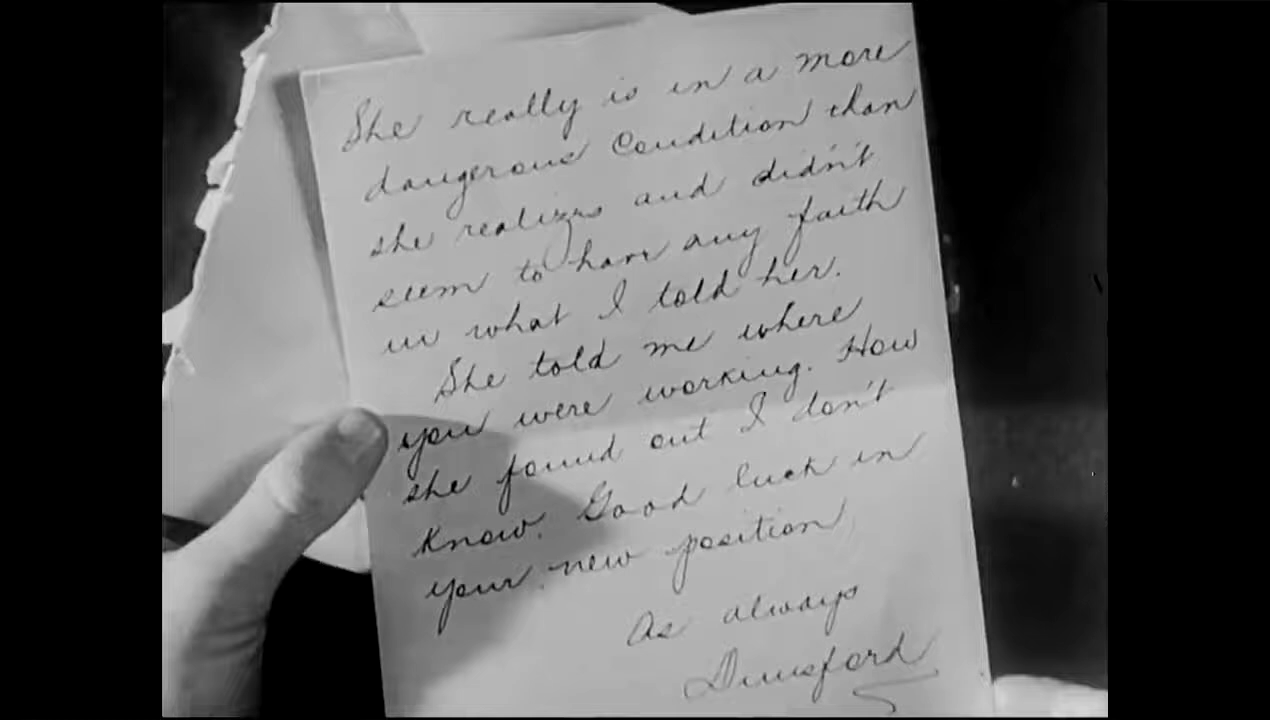 She really is in a more
dangerous condition than
she realizes and didn't
seem to have any faith
in what I told her.
She told me where
you were working. How
she found out I don't
know. Good luck in
your new position
As always
Dunsford